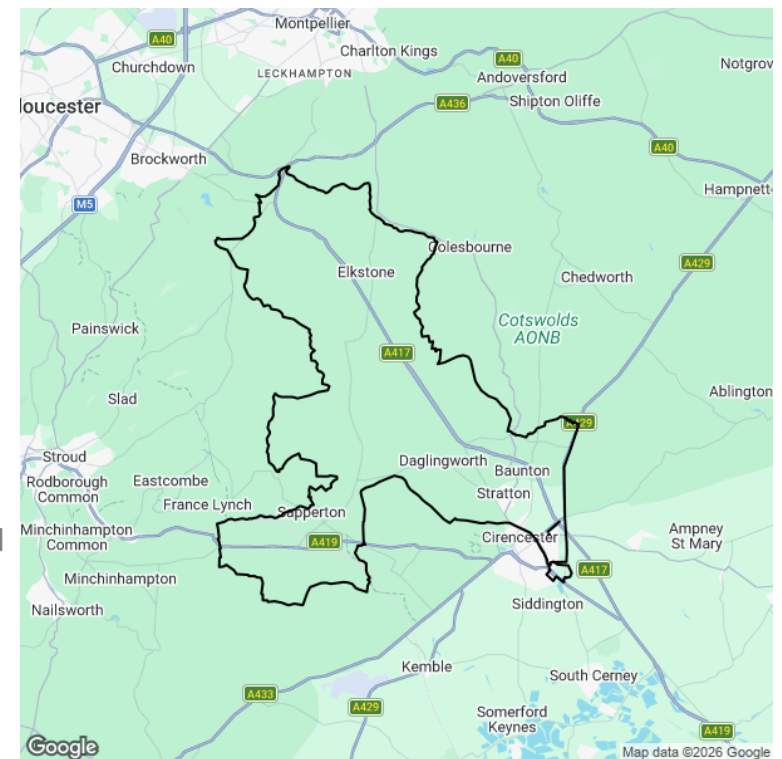 Montpellier
A40
Charlton Kings
Churchdown
A40
LECKHAMPTON
Andoversford
Notgrov
Shipton Oliffe
A436
loucester
A40
Brockworth
Hampnett
M5
Colesbourne
A429
Elkstone
Chedworth
Cotswolds
AONB
Painswick
A417
Ablington
Slad
A429
Stroud
Daglingworth
Baunton
Rodborough
Common
Eastcombe
Stratton
France Lynch
Sapperton
Minchinhampton
Common
A419
Cirencester
Ampney
St Mary
A417
Minchinhampton
Siddington
Nailsworth
Kemble
South Cerney
A433
A429
Somerford
Keynes
A419
Google
Map data ©2026 Google